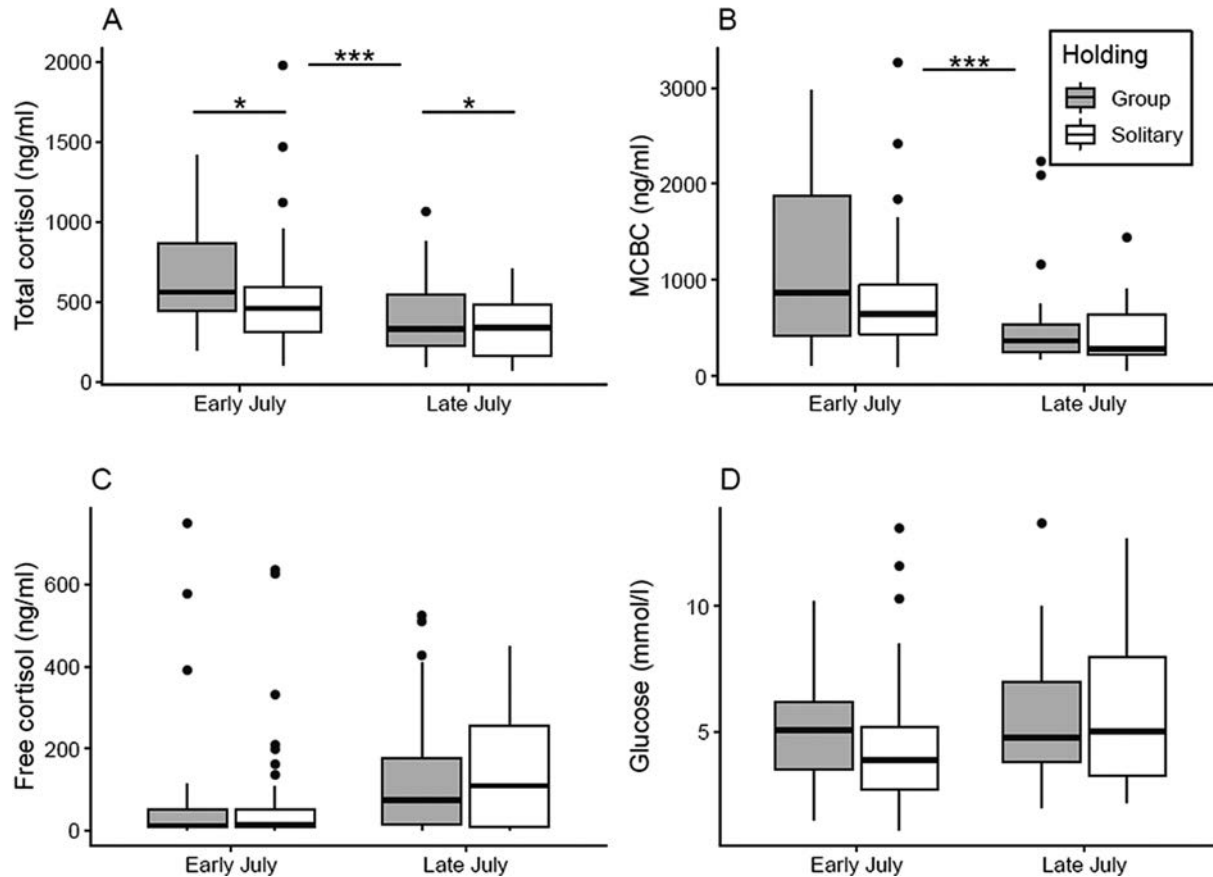 A
Total cortisol (ng/ml)
2000
1500
1000
500
0
***
*
*
Early July
Late July
B
MCBC (ng/ml)
3000
2000
1000
0
***
Holding
Group
Solitary
Early July
Late July
C
Free cortisol (ng/ml)
600
400
200
0
Early July
Late July
D
Glucose (mmol/l)
10
5
Early July
Late July